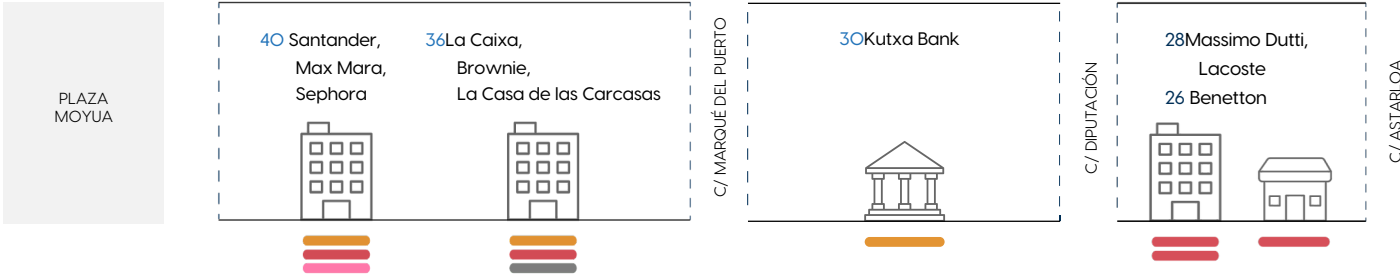 PLAZA
MOYUA
40 Santander,
Max Mara,
Sephora
36La Caixa,
Brownie,
La Casa de las Carcasas
C/ MARQUÉ DEL PUERTO
30Kutxa Bank
C/ DIPUTACIÓN
28Massimo Dutti,
Lacoste
26 Benetton
C/ ASTARLOA